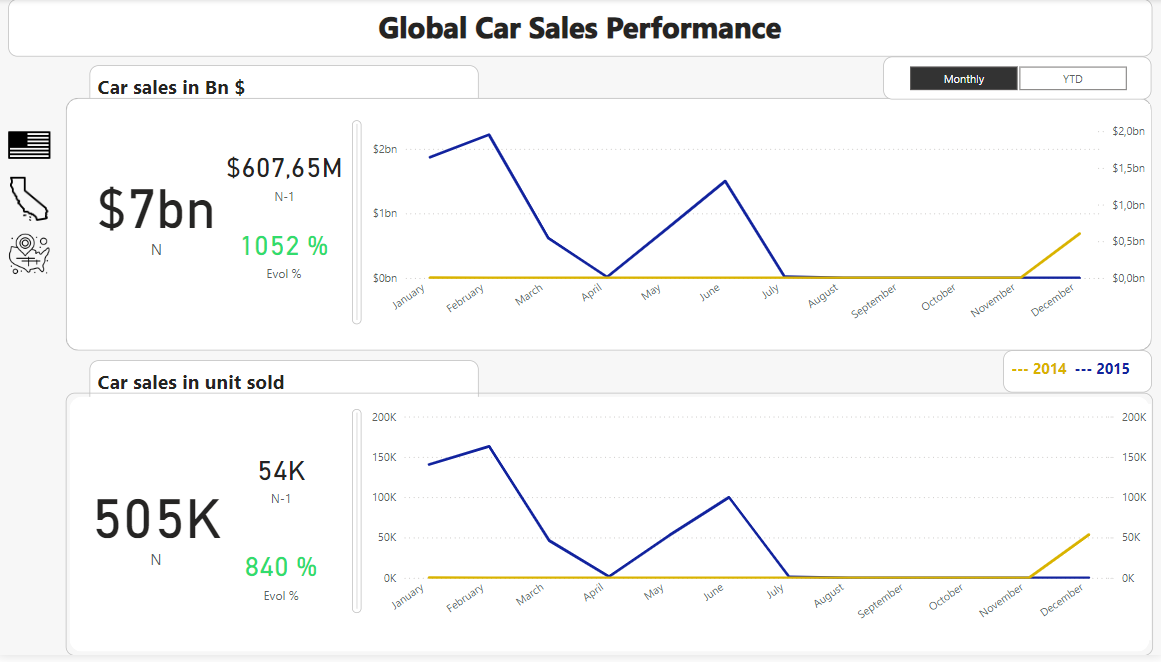 Global Car Sales Performance
Monthly YTD
Car sales in Bn $
$7bn
N
$607,65M
N-1
1052 %
Evol %
$2bn
$1bn
$0bn
$2,0bn
$1,5bn
$1,0bn
$0,5bn
$0,0bn
January February March April May June July August September October November December
--- 2014 --- 2015
Car sales in unit sold
505K
N
54K
N-1
840 %
Evol %
200K
150K
100K
50K
0K
200K
150K
100K
50K
0K
January February March April May June July August September October November December